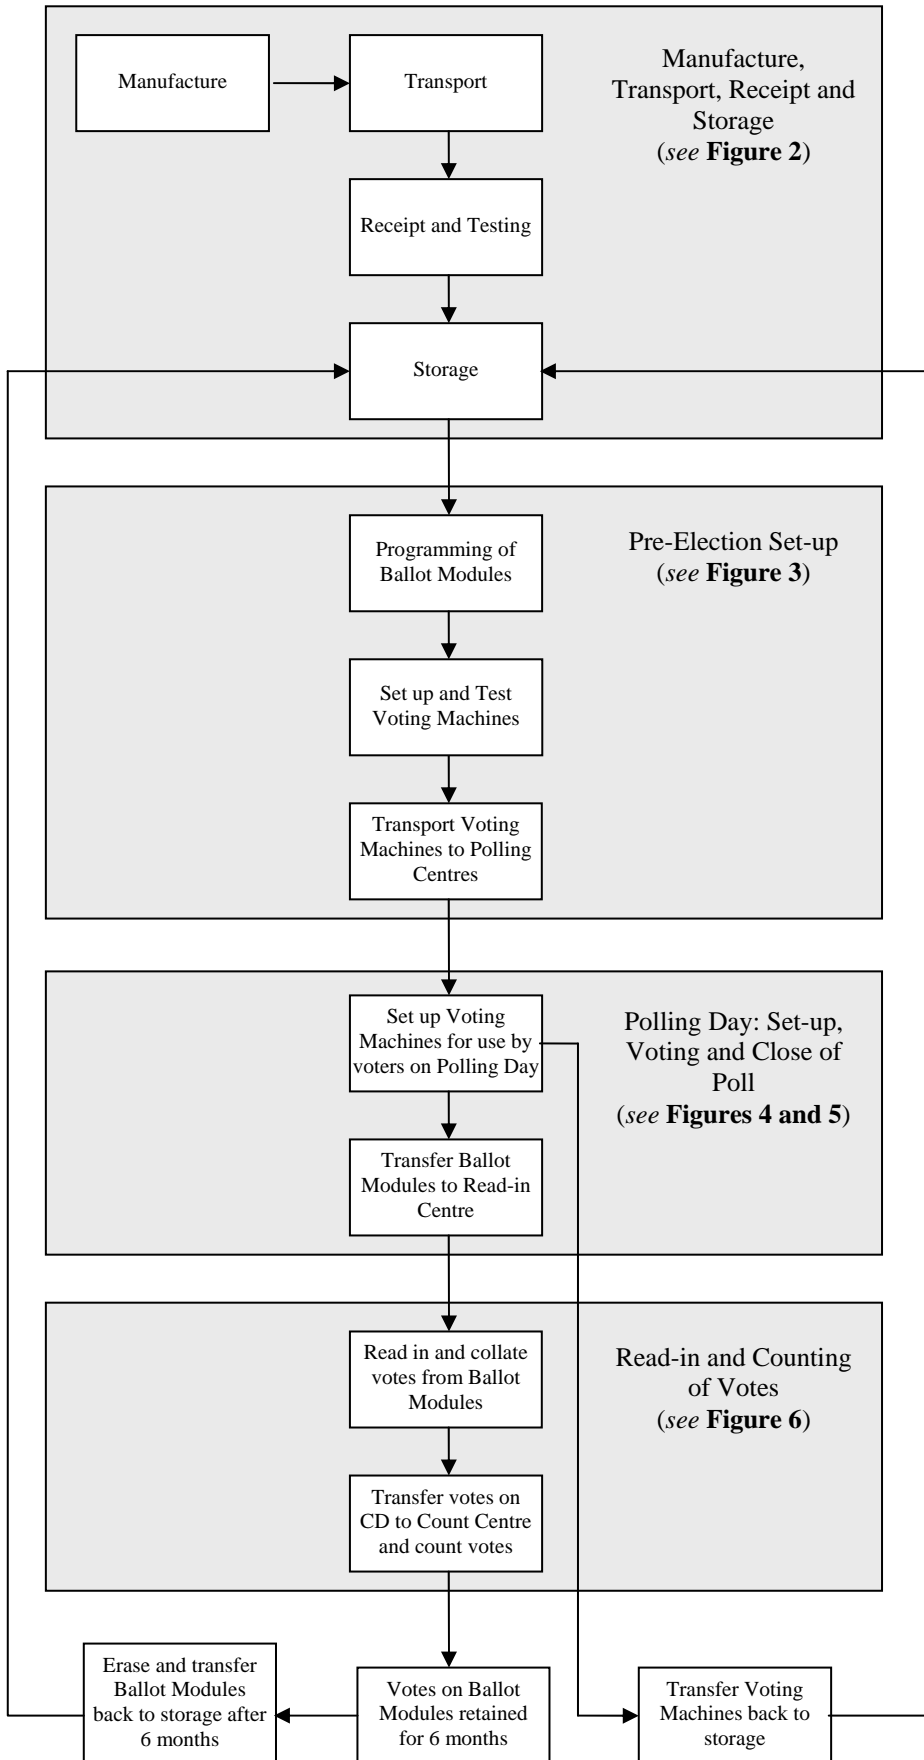 Manufacture
Transport
Manufacture,
Transport, Receipt and
Storage
(see Figure 2)
Receipt and Testing
Storage
Programming of
Ballot Modules
Pre-Election Set-up
(see Figure 3)
Set up and Test
Voting Machines
Transport Voting
Machines to Polling
Centres
Set up Voting
Machines for use by
voters on Polling Day
Polling Day: Set-up,
Voting and Close of
Poll
(see Figures 4 and 5)
Transfer Ballot
Modules to Read-in
Centre
Read in and collate
votes from Ballot
Modules
Read-in and Counting
of Votes
(see Figure 6)
Transfer votes on
CD to Count Centre
and count votes
Erase and transfer
Ballot Modules
back to storage after
6 months
Votes on Ballot
Modules retained
for 6 months
Transfer Voting
Machines back to
storage